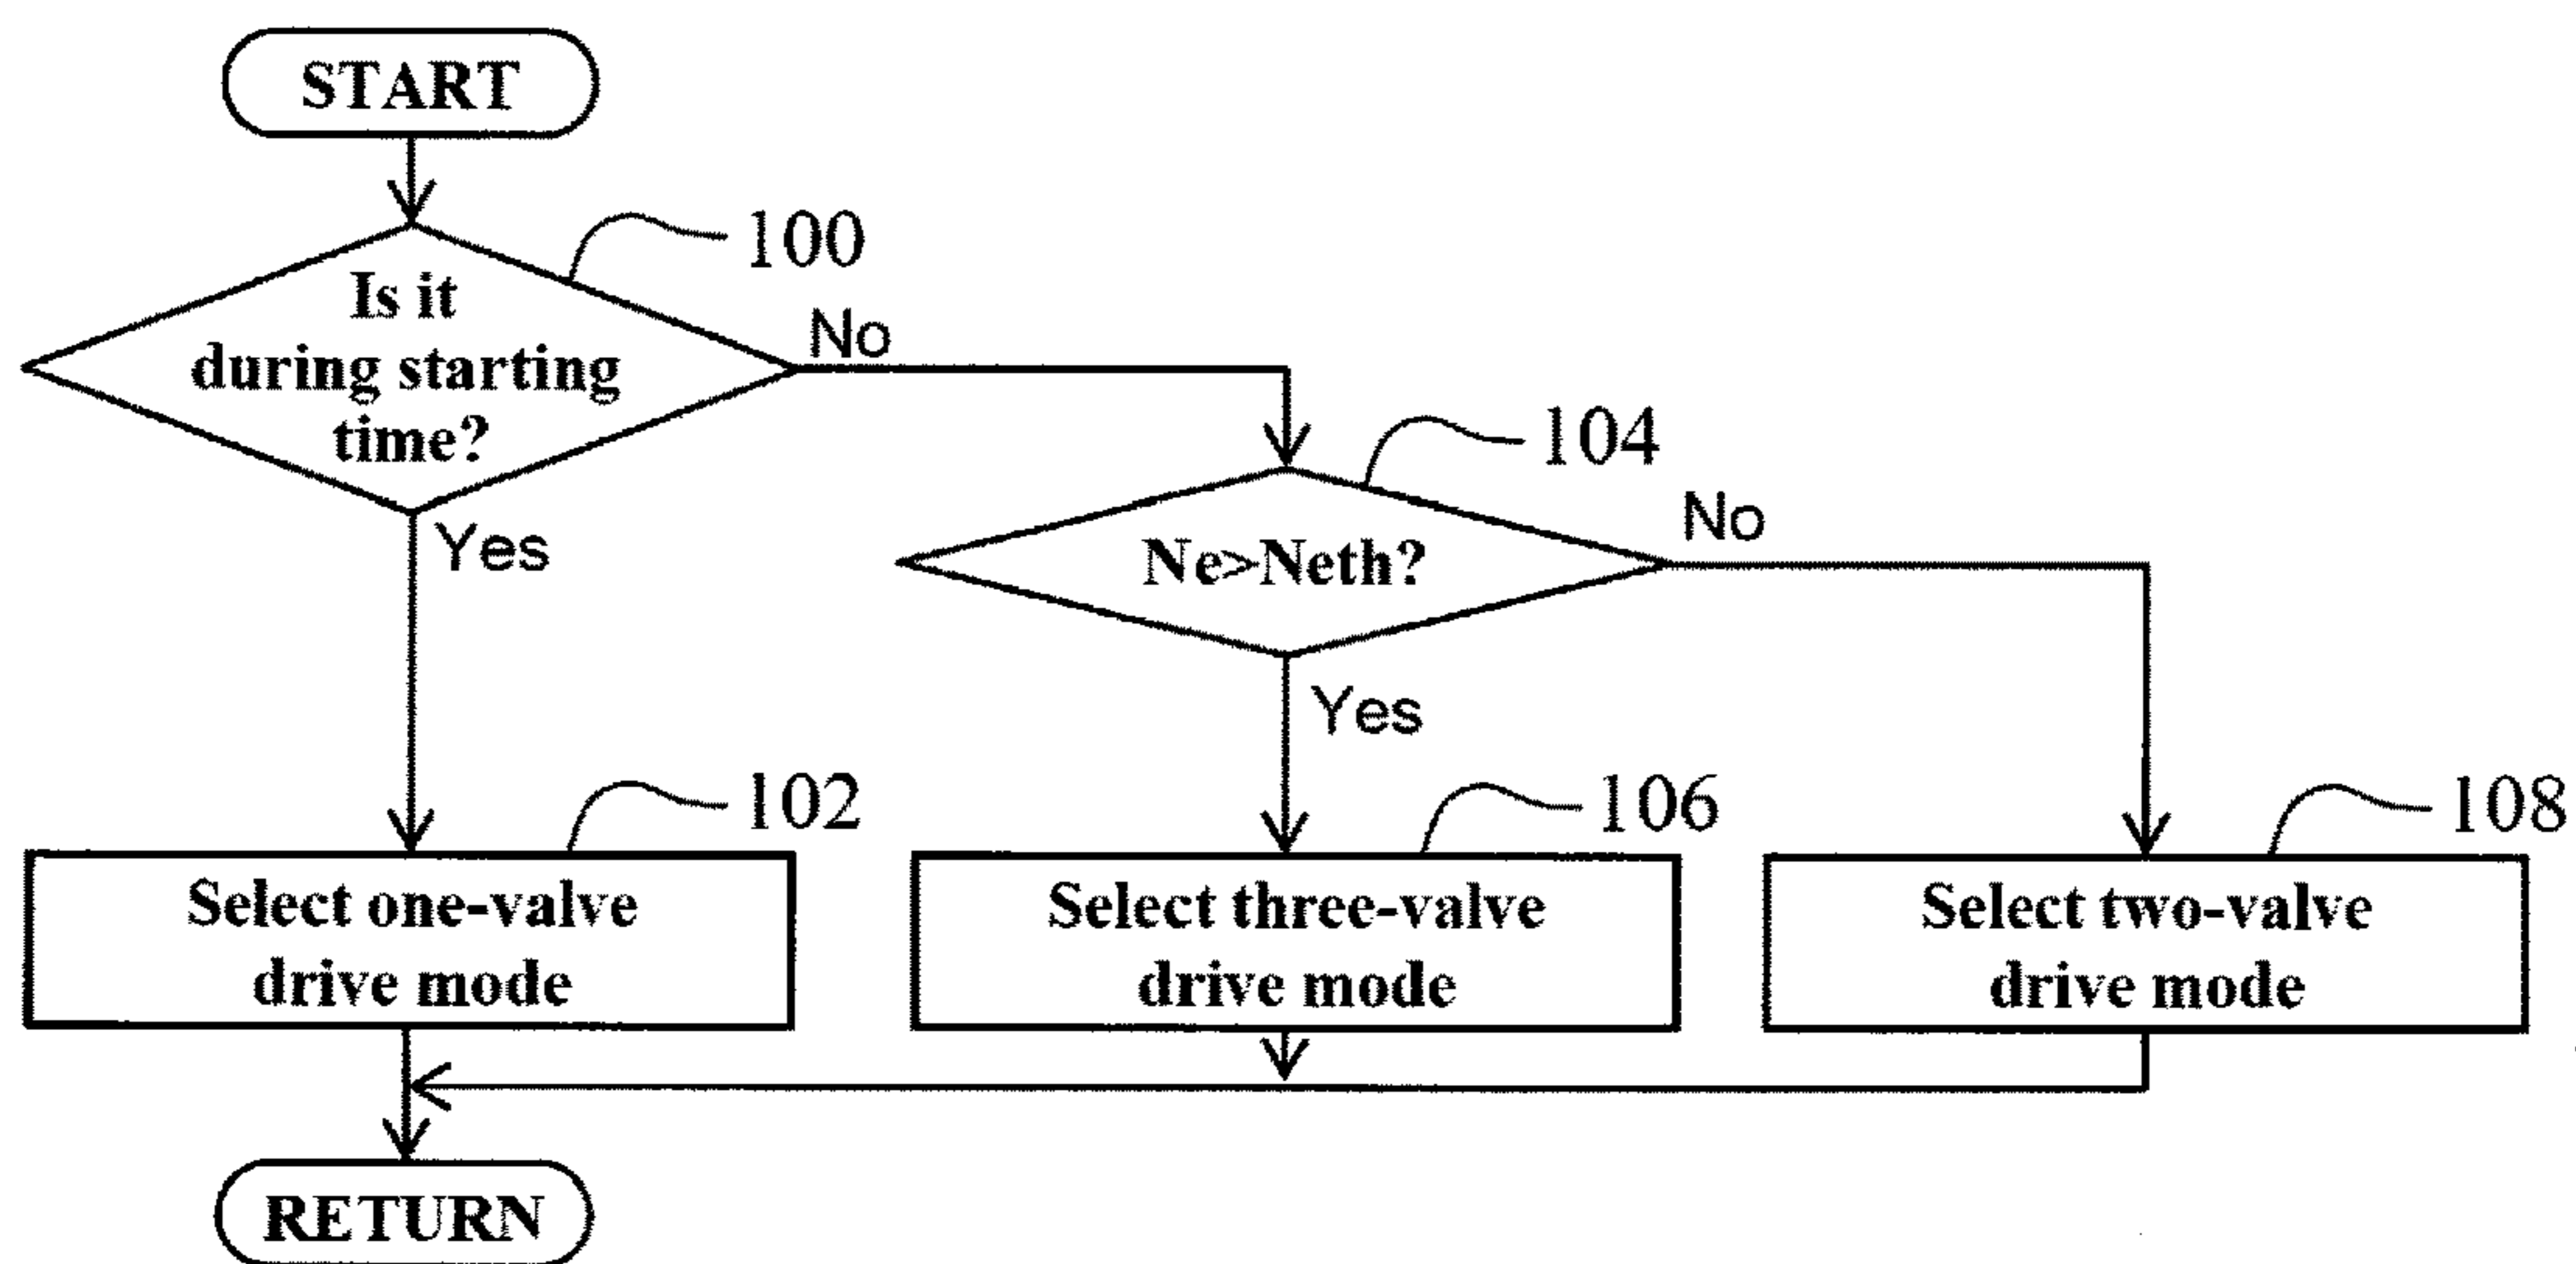 START
100
Is it
during starting
time?
No
Yes
104
Ne>Neth?
No
Yes
102
Select one-valve
drive mode
106
Select three-valve
drive mode
108
Select two-valve
drive mode
RETURN